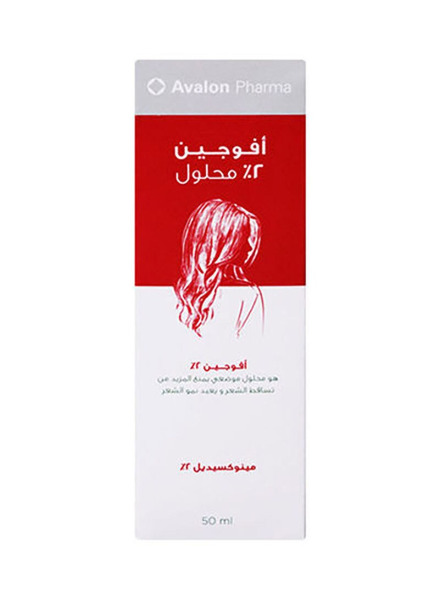 Avalon Pharma
أفوجين
٢٪ محلول
أفوجين ٢٪
هو محلول موضعي يمنع المزيد من
تساقط الشعر و يعيد نمو الشعر
مينوكسيديل ٢٪
50 ml